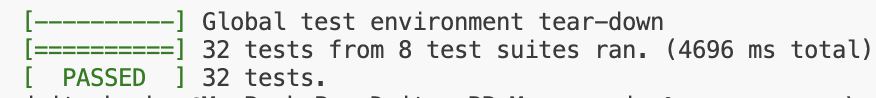 [----------] Global test environment tear-down
[==========] 32 tests from 8 test suites ran. (4696 ms total)
[  PASSED  ] 32 tests.